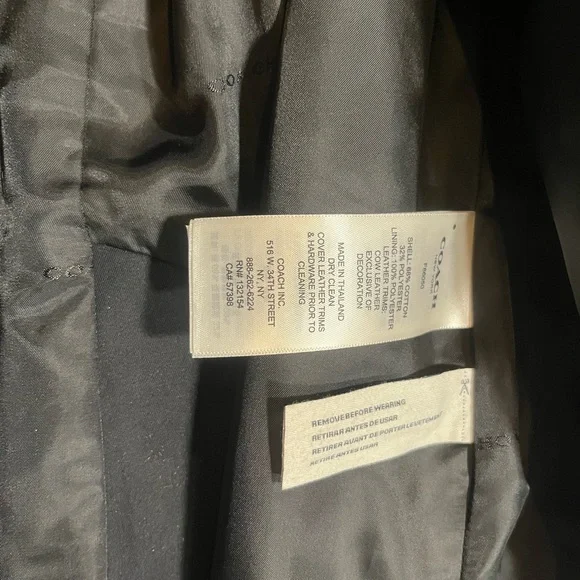 COACH
SHELL: 68% COTTON
32% POLYESTER
LINING: 100% POLYESTER
LEATHER TRIMS:
COW LEATHER
EXCLUSIVE OF
DECORATION
MADE IN THAILAND
DRY CLEAN
COVER LEATHER TRIMS
& HARDWARE PRIOR TO
CLEANING
COACH INC.
516 W. 34TH STREET
NY, NY
888-262-6224
RN# 132154
CA# 57398
REMOVE BEFORE WEARING
RETIRAR ANTES DE USAR
RETIRER AVANT DE PORTER LE VETEMENT
RETIRE ANTES USAR